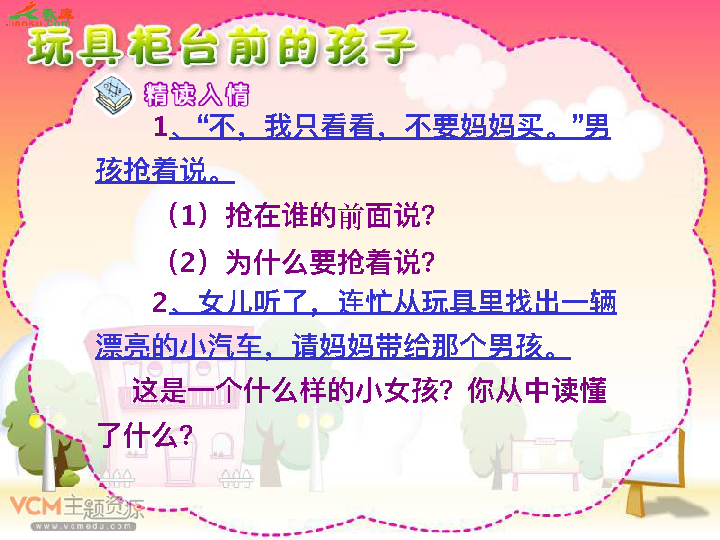 玩具柜台前的孩子
精读入情
1、“不，我只看看，不要妈妈买。”男
孩抢着说。
（1）抢在谁的前面说？
（2）为什么要抢着说？
2、女儿听了，连忙从玩具里找出一辆
漂亮的小汽车，请妈妈带给那个男孩。
这是一个什么样的小女孩？你从中读懂
了什么？
VCM主题资源
www.vcmedu.com